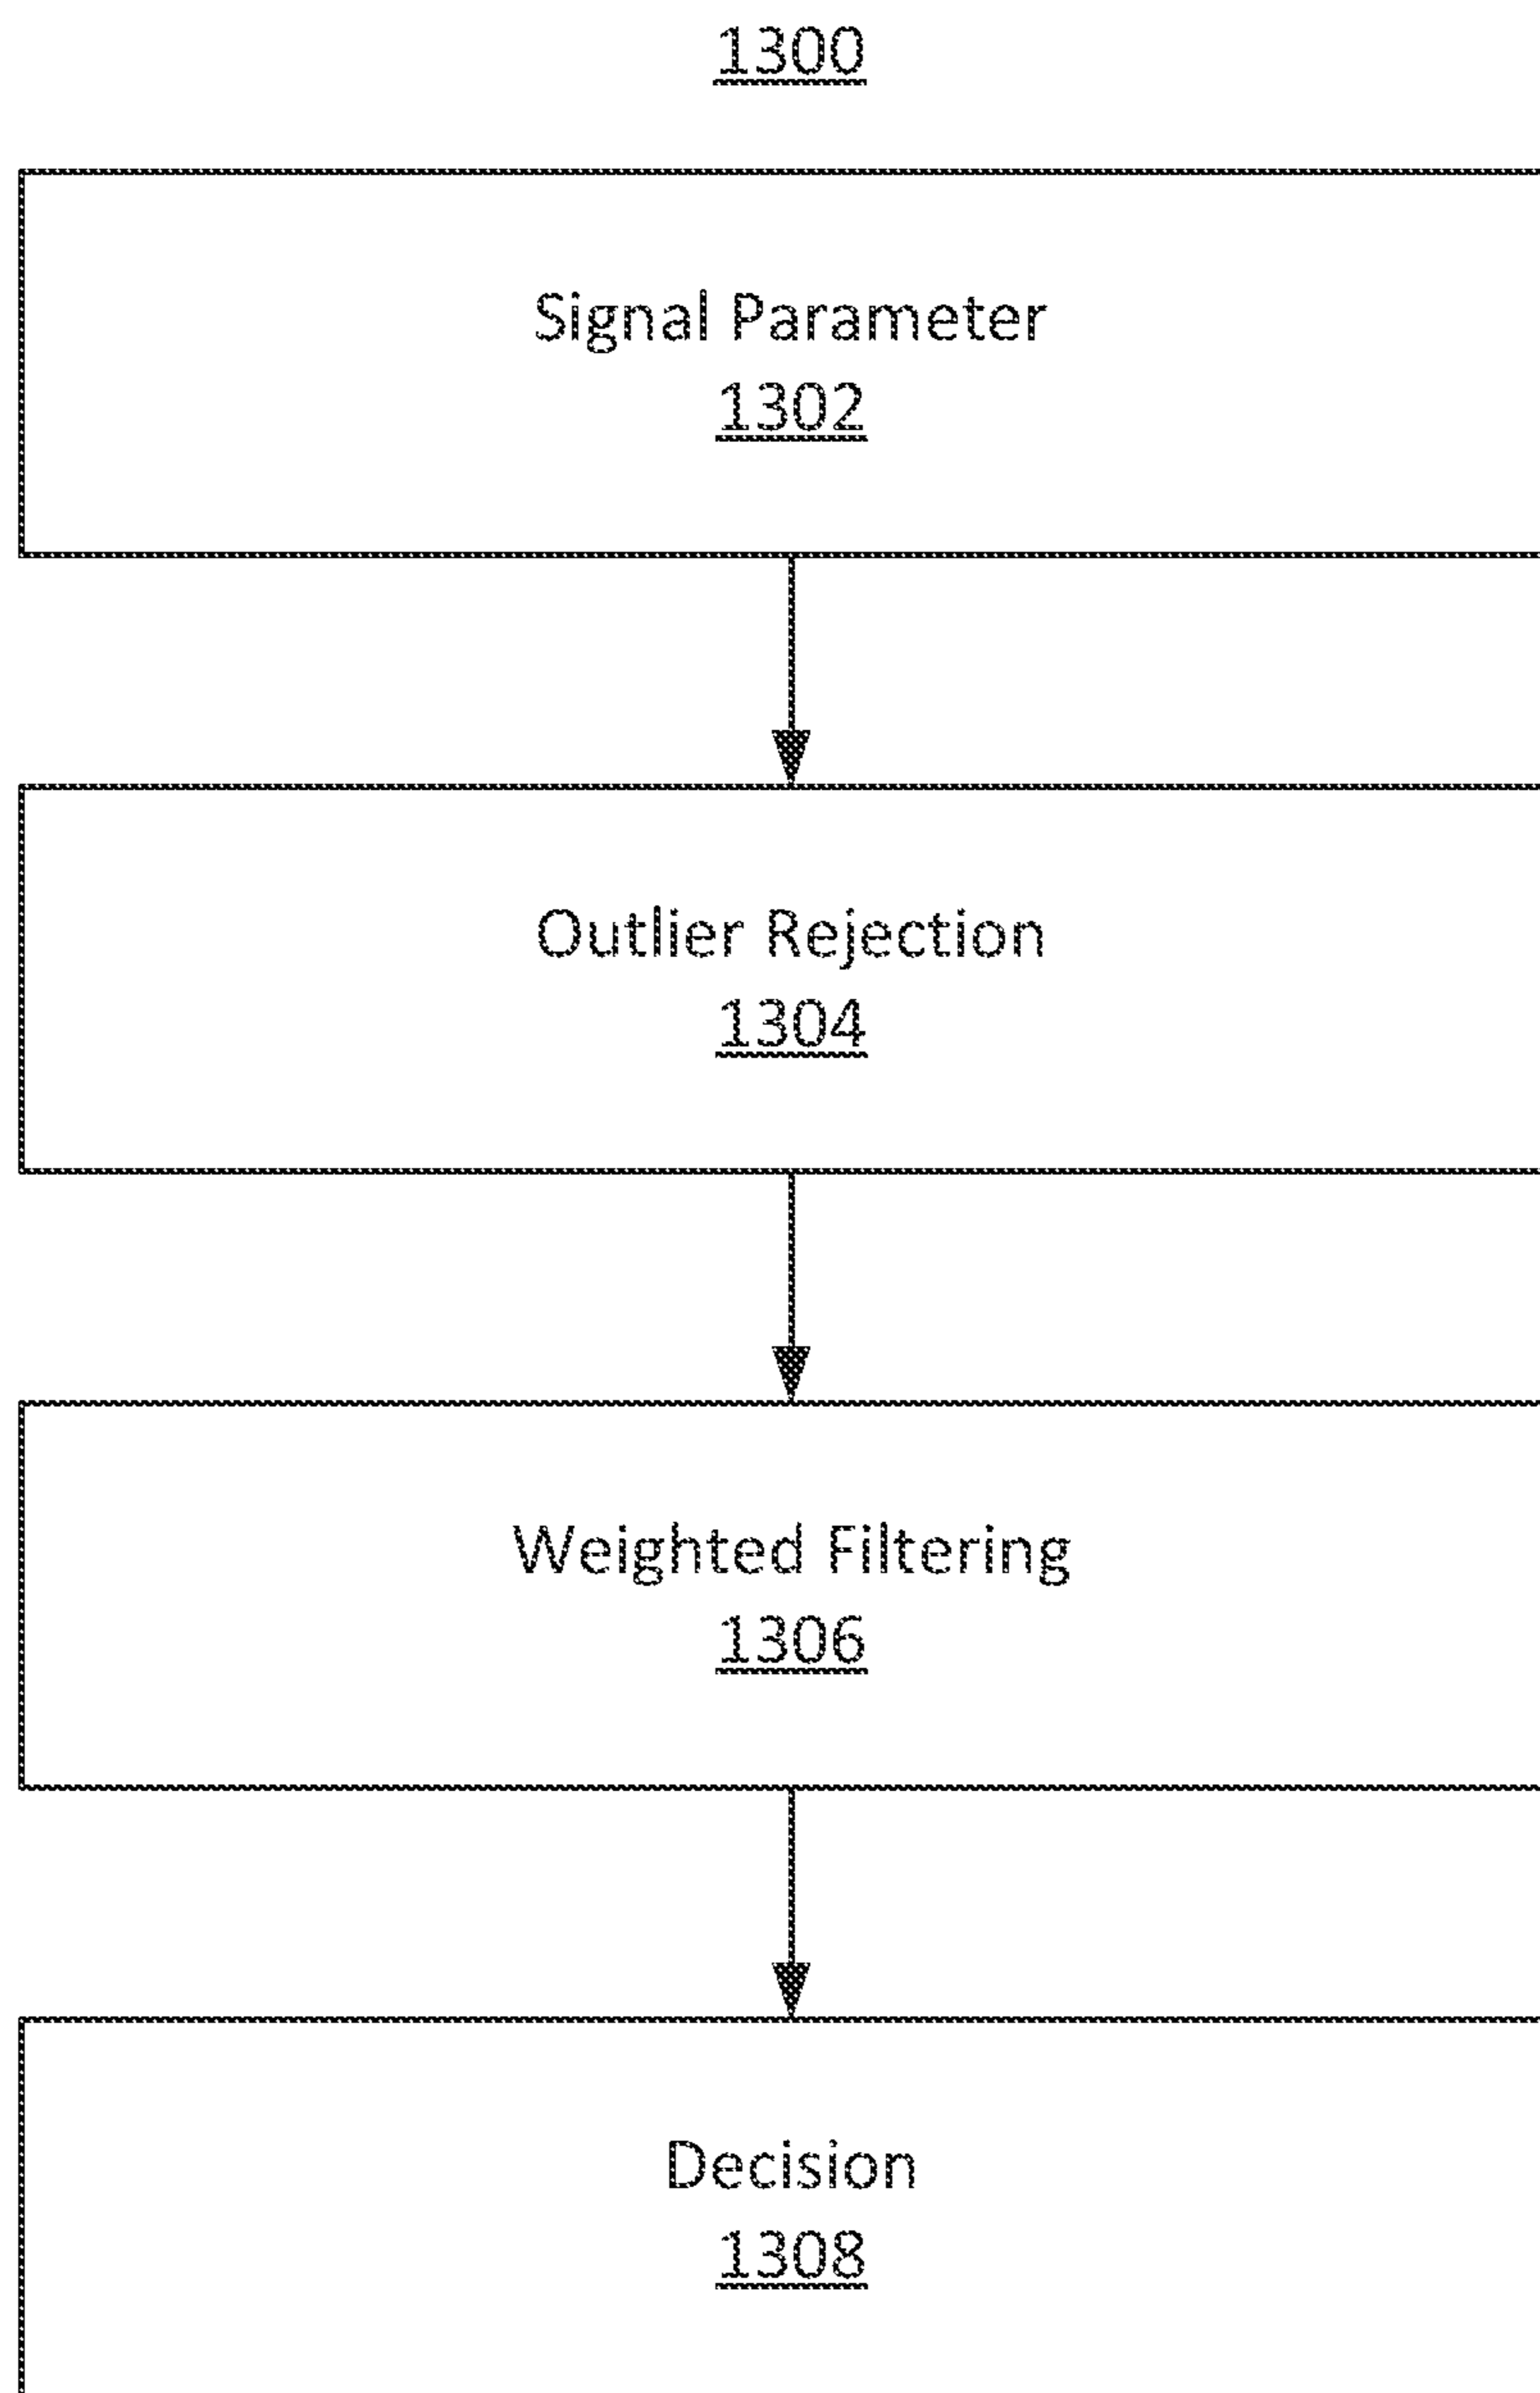 1300
Signal Parameter
1302
Outlier Rejection
1304
Weighted Filtering
1306
Decision
1308